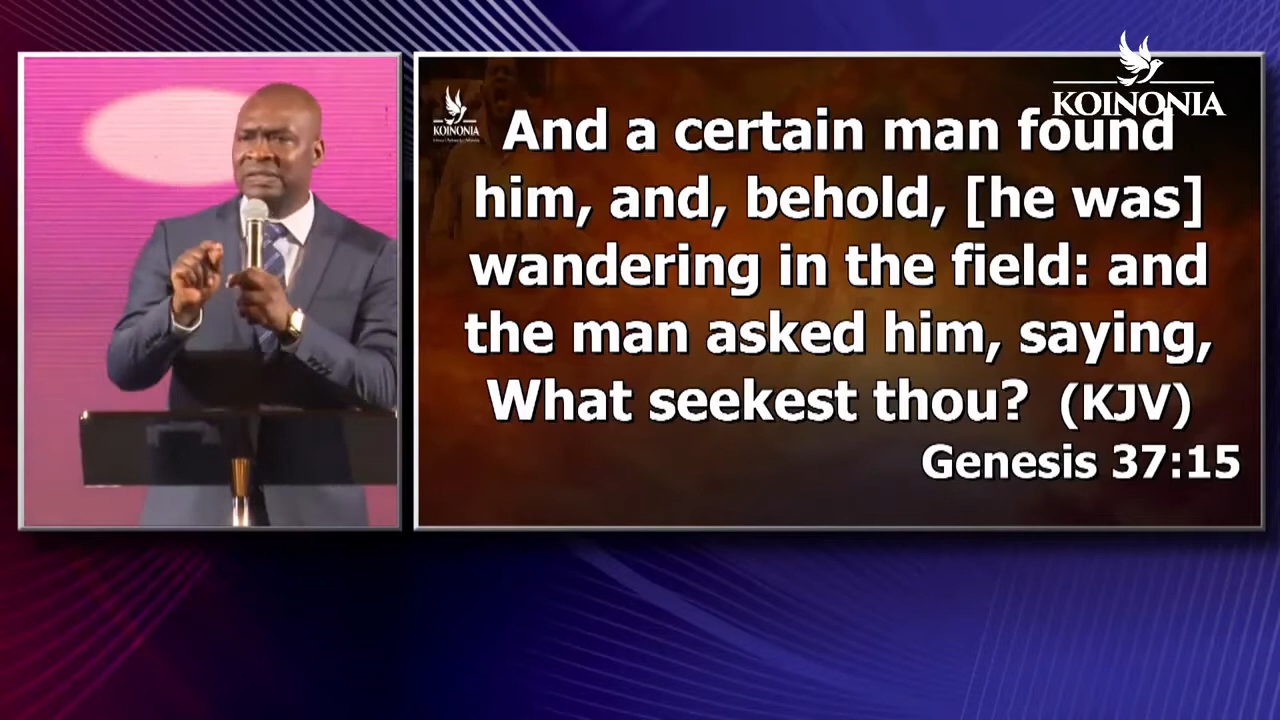 KOINONIA
KOINONIA
And a certain man found
him, and, behold, [he was]
wandering in the field: and
the man asked him, saying,
What seekest thou? (KJV)
Genesis 37:15